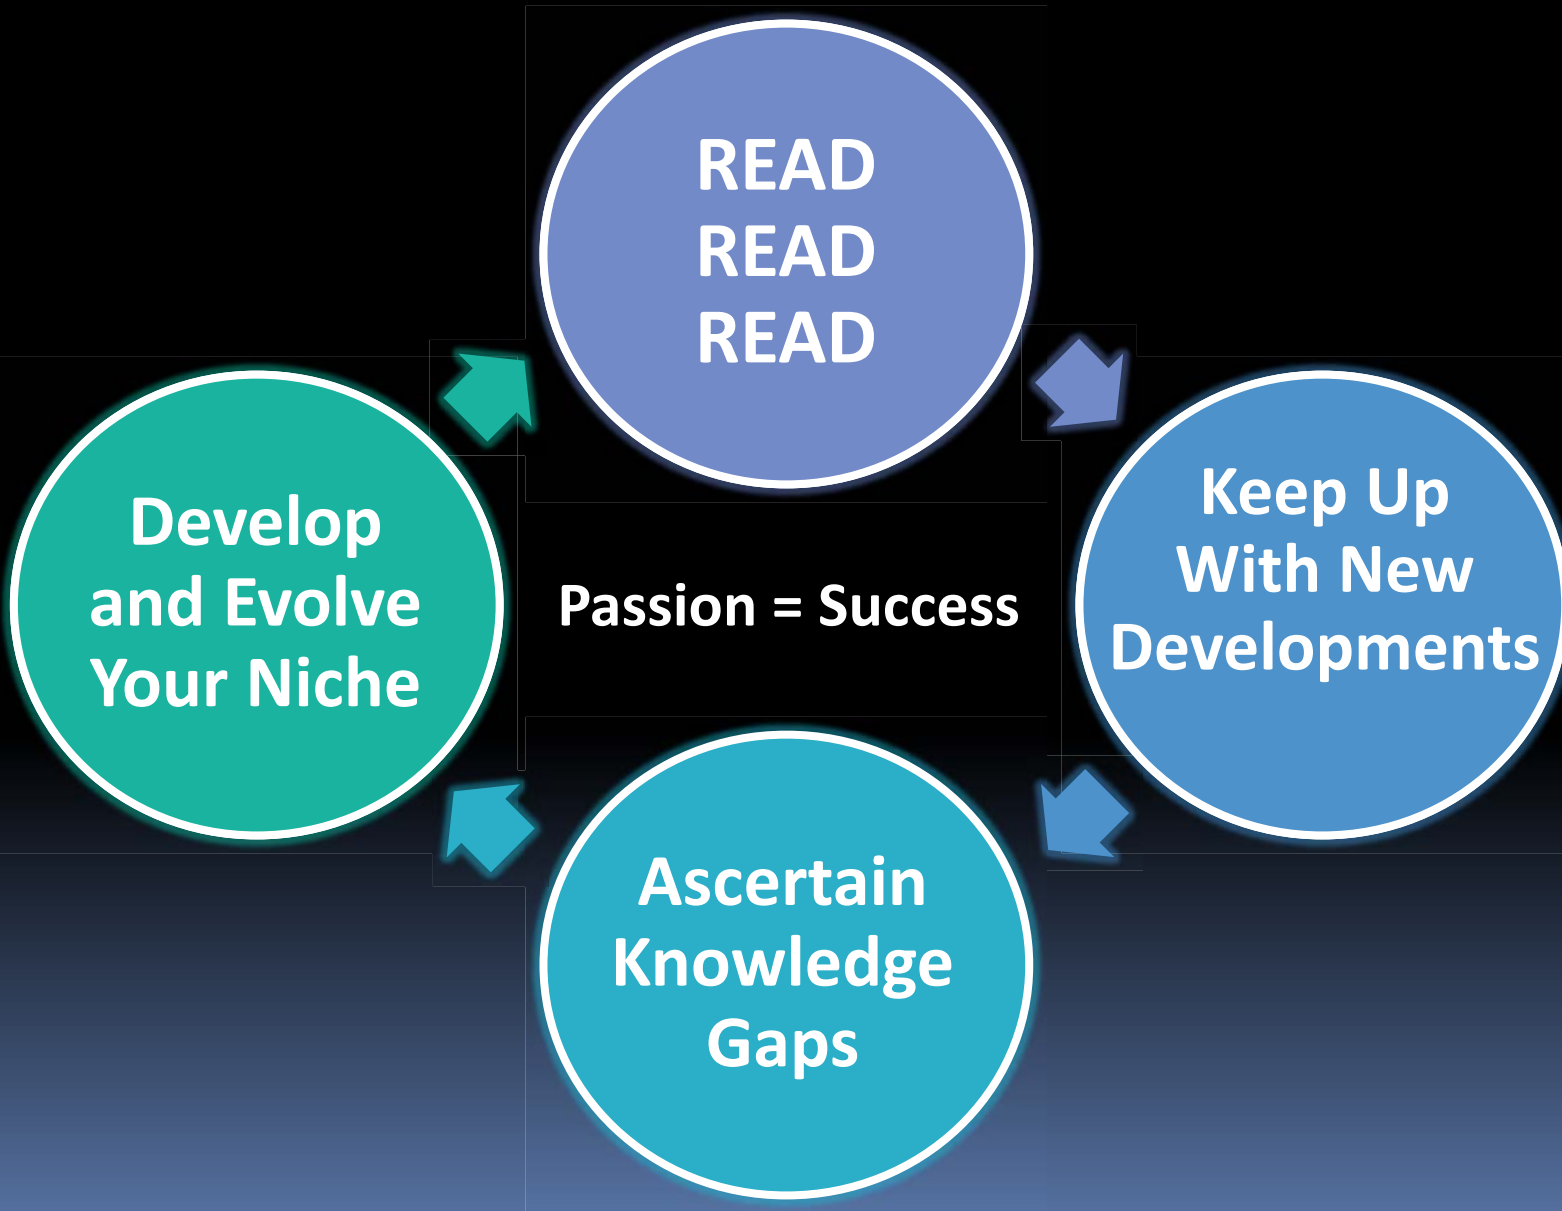 READ
READ
READ
Keep Up
With New
Developments
Ascertain
Knowledge
Gaps
Develop
and Evolve
Your Niche
Passion = Success